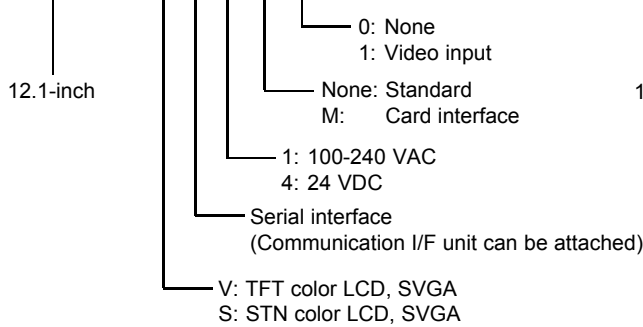 0: None
1: Video input
12.1-inch
None: Standard
M: Card interface
1
1: 100-240 VAC
4: 24 VDC
Serial interface
(Communication I/F unit can be attached)
V: TFT color LCD, SVGA
S: STN color LCD, SVGA